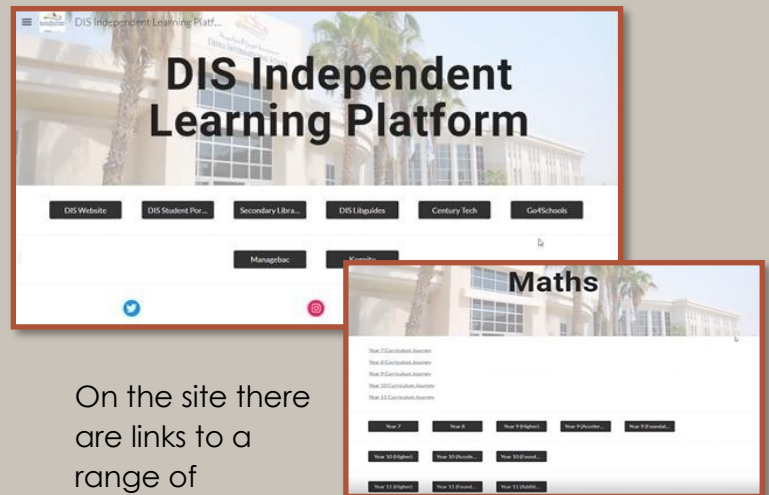 DIS Independent Learning Platf...
DIS Independent
Learning Platform
DIS Website
DIS Student Por...
Secondary Libra...
DIS Libguides
Century Tech
Go4Schools
Managebac
Kognity
Maths
Year 7 Curriculum Journey
Year 8 Curriculum Journey
Year 9 Curriculum Journey
Year 10 Curriculum Journey
Year 11 Curriculum Journey
Year 7
Year 8
Year 9 (Higher)
Year 9 (Acceler...
Year 9 (Foundat...
Year 10 (Higher)
Year 10 (Accele...
Year 10 (Found...
Year 11 (Higher)
Year 11 (Found...
Year 11 (Additi...
On the site there
are links to a
range of